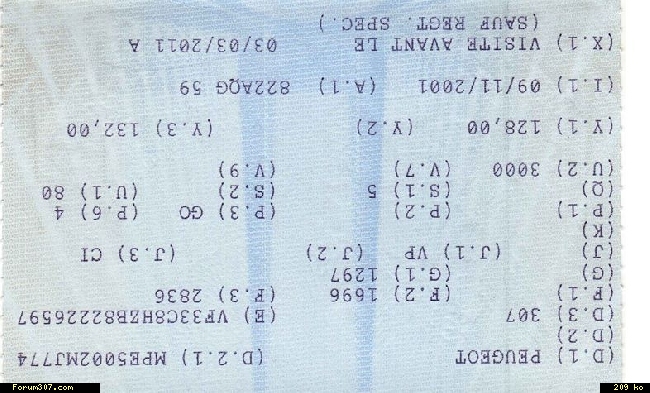 (D.1) PEUGEOT (D.2.1) MPE5002MJ774
(D.2)
(D.3) 307 (E) VF33C8HZB82226597
(F.1) (F.2) 1696 (F.3) 2836
(G) (G.1) 1297
(J) (J.1) VP (J.2) (J.3) CI
(K)
(P.1) (P.2) (P.3) GO (P.6) 4
(Q) (S.1) 5 (S.2) (U.1) 80
(U.2) 3000 (V.7) (V.9)
(Y.1) 128,00 (Y.2) (Y.3) 132,00
(I.1) 09/11/2001 (A.1) 822AQG 59
(X.1) VISITE AVANT LE 03/03/2011 A
(SAUF REGT. SPEC.)
Forum307.com 209 ko